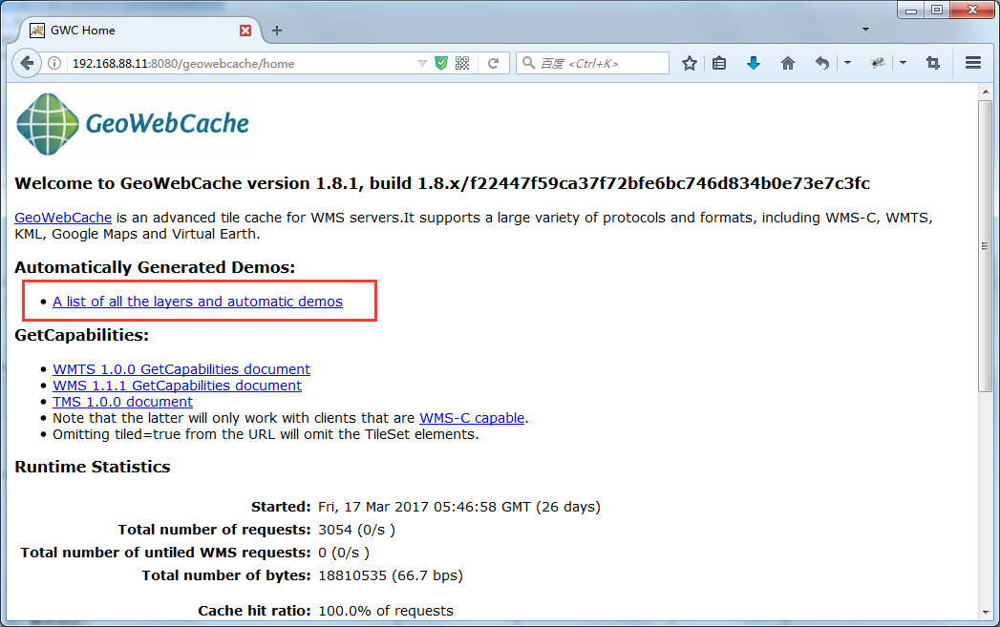 GWC Home
192.168.88.11:8080/geowebcache/home
百度 <Ctrl+K>
GeoWebCache
Welcome to GeoWebCache version 1.8.1, build 1.8.x/f22447f59ca37f72bfe6bc746d834b0e73e7c3fc
GeoWebCache is an advanced tile cache for WMS servers.It supports a large variety of protocols and formats, including WMS-C, WMTS,
KML, Google Maps and Virtual Earth.
Automatically Generated Demos:
• A list of all the layers and automatic demos
GetCapabilities:
• WMTS 1.0.0 GetCapabilities document
• WMS 1.1.1 GetCapabilities document
• TMS 1.0.0 document
• Note that the latter will only work with clients that are WMS-C capable.
• Omitting tiled=true from the URL will omit the TileSet elements.
Runtime Statistics
Started: Fri, 17 Mar 2017 05:46:58 GMT (26 days)
Total number of requests: 3054 (0/s )
Total number of untiled WMS requests: 0 (0/s )
Total number of bytes: 18810535 (66.7 bps)
Cache hit ratio: 100.0% of requests